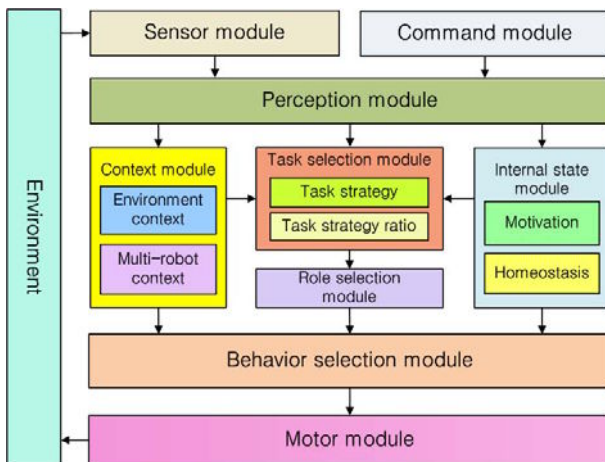 Environment
Sensor module
Command module
Perception module
Context module
Environment
context
Multi-robot
context
Task selection module
Task strategy
Task strategy ratio
Role selection
module
Internal state
module
Motivation
Homeostasis
Behavior selection module
Motor module